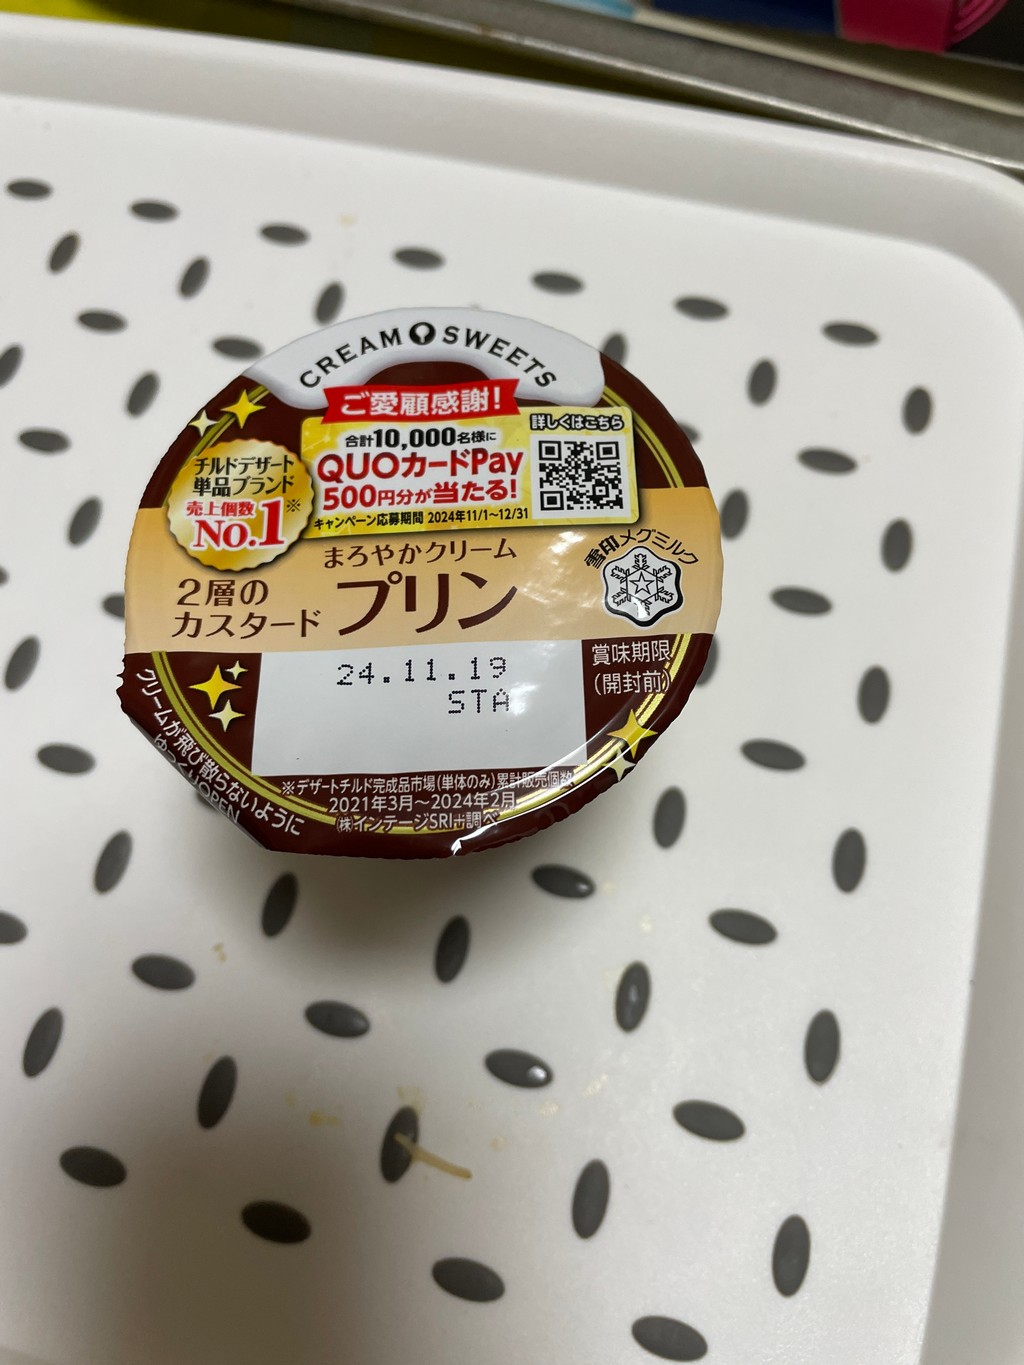 CREAM SWEETS
ご愛顧感謝!
詳しくはこちら
合計10,000名様に
QUOカードPay
500円分が当たる!
キャンペーン応募期間 2024年11/1〜12/31
チルドデザート
単品ブランド
売上個数
No.1※
まろやかクリーム
2層の
カスタード
プリン
雪印メグミルク
24.11.19
STA
賞味期限
(開封前)
※デザートチルド完成品市場(単体のみ)累計販売個数
2021年3月〜2024年2月
㈱インテージSRI+調べ
クリームが飛び散らないように
ゆっくりOPEN